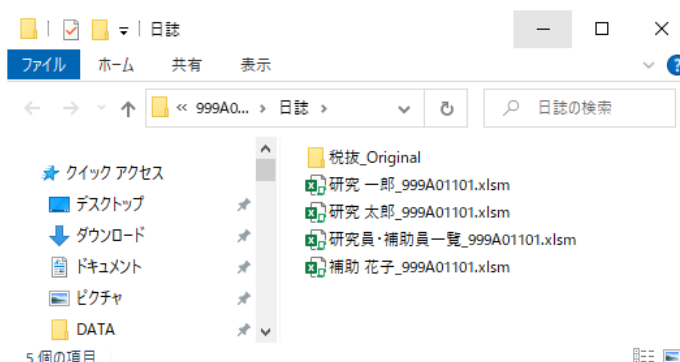 日誌
ファイル ホーム 共有 表示
« 999A0... › 日誌 › 日誌の検索
クイック アクセス
デスクトップ
ダウンロード
ドキュメント
ピクチャ
DATA
税抜_Original
研究 一郎_999A01101.xlsm
研究 太郎_999A01101.xlsm
研究員・補助員一覧_999A01101.xlsm
補助 花子_999A01101.xlsm
5 個の項目